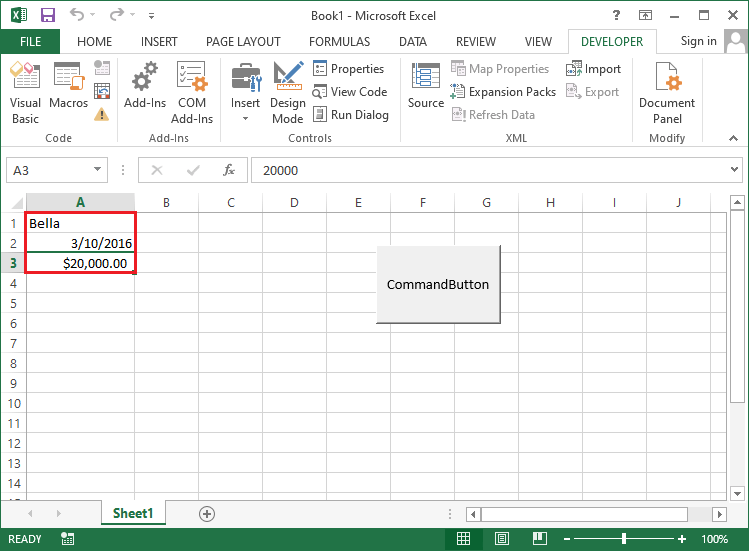 Book1 - Microsoft Excel
FILE HOME INSERT PAGE LAYOUT FORMULAS DATA REVIEW VIEW DEVELOPER Sign in
Visual Basic
Macros
Code
Add-Ins
COM Add-Ins
Add-Ins
Insert
Design Mode
Properties
View Code
Run Dialog
Controls
Source
Map Properties
Expansion Packs
Refresh Data
Import
Export
XML
Document Panel
Modify
A3 fx 20000
A B C D E F G H I J
1 Bella
2 3/10/2016
3 $20,000.00
4
CommandButton
5
6
7
8
9
10
11
12
13
14
Sheet1
READY 100%